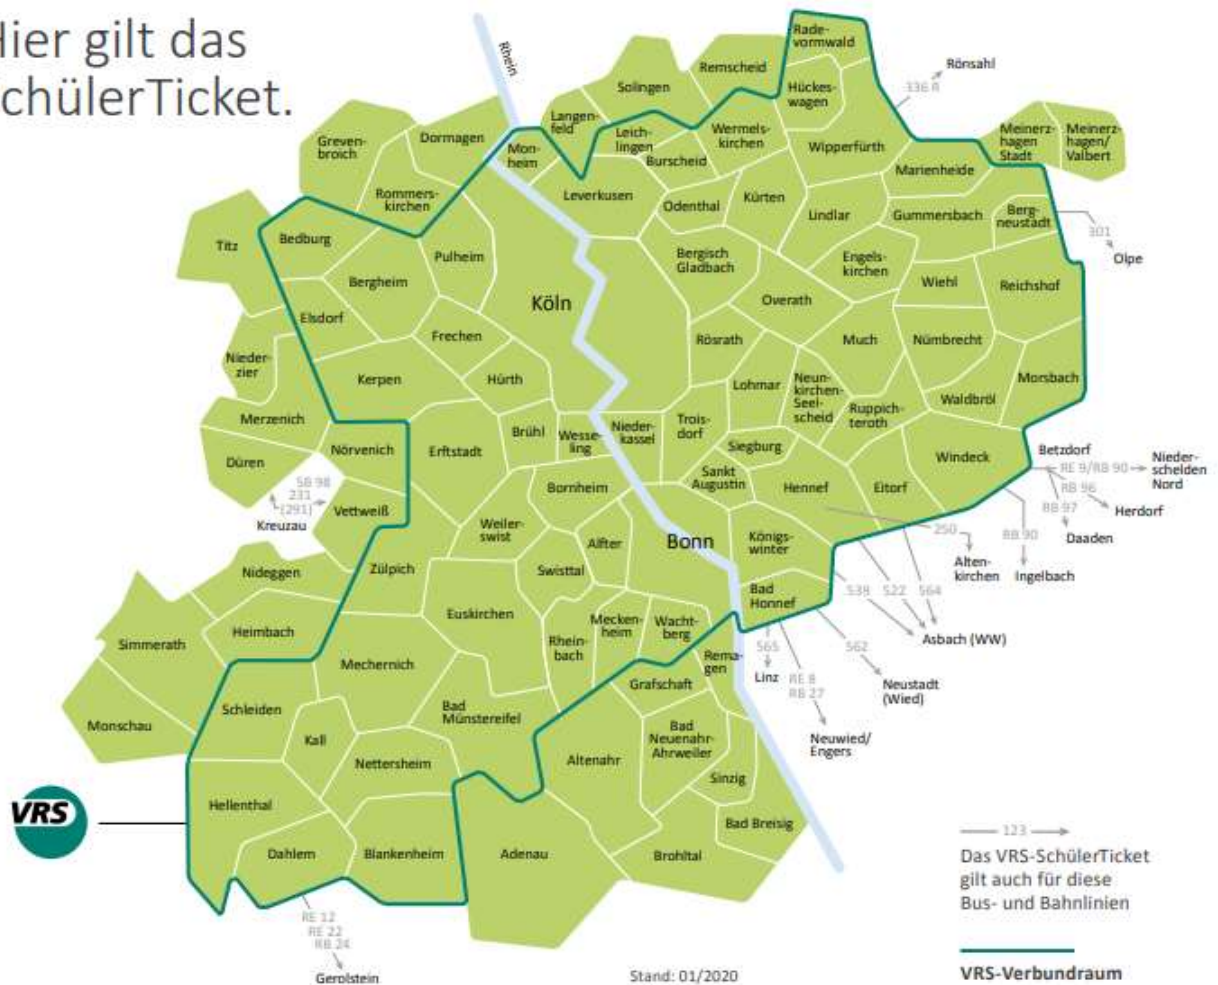 Hier gilt das
SchülerTicket.
Rhein
Rade-
vormwald
Rönsahl
336 R
Remscheid
Solingen
Hückes-
wagen
Langen-
feld
Leich-
lingen
Wermels-
kirchen
Wipperfürth
Meinerz-
hagen
Stadt
Meinerz-
hagen/
Valbert
Greven-
broich
Dormagen
Mon-
heim
Burscheid
Marienheide
Rommers-
kirchen
Leverkusen
Odenthal
Kürten
Lindlar
Gummersbach
Berg-
neustadt
301
Olpe
Titz
Bedburg
Pulheim
Bergisch
Gladbach
Engels-
kirchen
Wiehl
Reichshof
Bergheim
Köln
Overath
Elsdorf
Frechen
Rösrath
Much
Nümbrecht
Nieder-
zier
Kerpen
Hürth
Lohmar
Neun-
kirchen-
Seel-
scheid
Morsbach
Waldbröl
Ruppich-
teroth
Merzenich
Nörvenich
Erftstadt
Brühl
Wesse-
ling
Nieder-
kassel
Trois-
dorf
Siegburg
Windeck
Betzdorf
RE 9/RB 90
Nieder-
schelden
Nord
Düren
SB 98
231
(291)
Kreuzau
Vettweiß
Bornheim
Sankt
Augustin
Hennef
Eitorf
RB 96
Herdorf
RB 97
Daaden
RB 90
Ingelbach
Weiler-
swist
Alfter
Bonn
Königs-
winter
250
Alten-
kirchen
Nideggen
Zülpich
Swisttal
Bad
Honnef
538
522
564
Asbach (WW)
Euskirchen
Simmerath
Heimbach
Rhein-
bach
Mecken-
heim
Wacht-
berg
Mechernich
Rema-
gen
565
Linz
562
Neustadt
(Wied)
RE 8
RB 27
Neuwied/
Engers
Grafschaft
Monschau
Schleiden
Kall
Bad
Münstereifel
Bad
Neuenahr-
Ahrweiler
Nettersheim
Altenahr
Sinzig
VRS
Hellenthal
Bad Breisig
Dahlem
Blankenheim
Adenau
Brohltal
RE 12
RE 22
RB 24
Gerolstein
123
Das VRS-SchülerTicket
gilt auch für diese
Bus- und Bahnlinien
VRS-Verbundraum
Stand: 01/2020